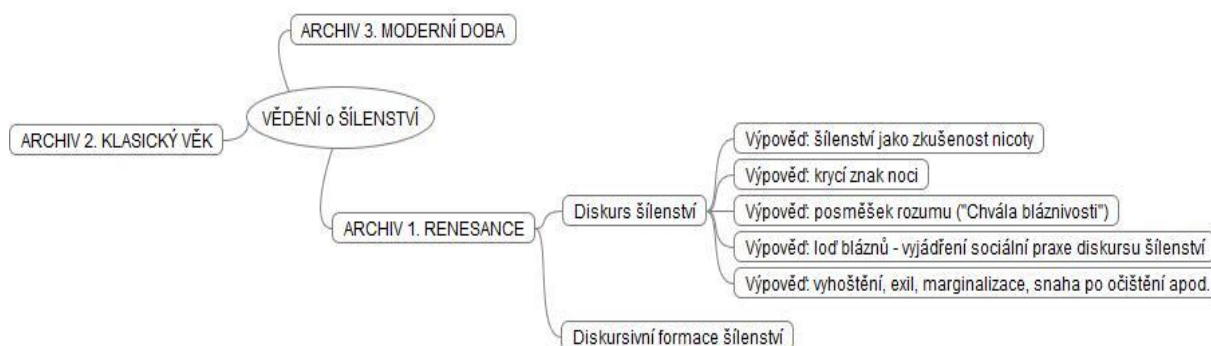 ARCHIV 3. MODERNÍ DOBA
VĚDĚNÍ o ŠÍLENSTVÍ
ARCHIV 2. KLASICKÝ VĚK
ARCHIV 1. RENESANCE
Diskurs šílenství
Výpověď: šílenství jako zkušenost nicoty
Výpověď: krycí znak noci
Výpověď: posměšek rozumu ("Chvála bláznivosti")
Výpověď: loď bláznů - vyjádření sociální praxe diskursu šílenství
Výpověď: vyhoštění, exil, marginalizace, snaha po očištění apod.
Diskursivní formace šílenství